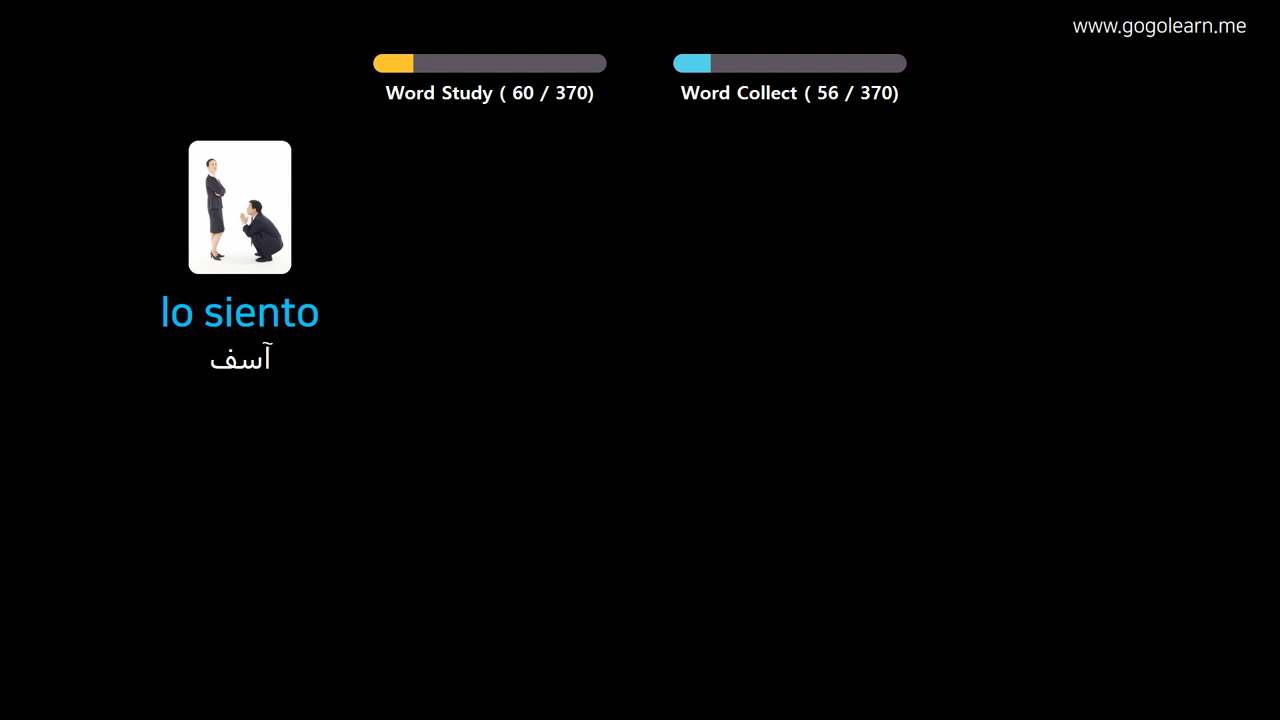 www.gogolearn.me
Word Study ( 60 / 370)
Word Collect ( 56 / 370)
lo siento
آسف